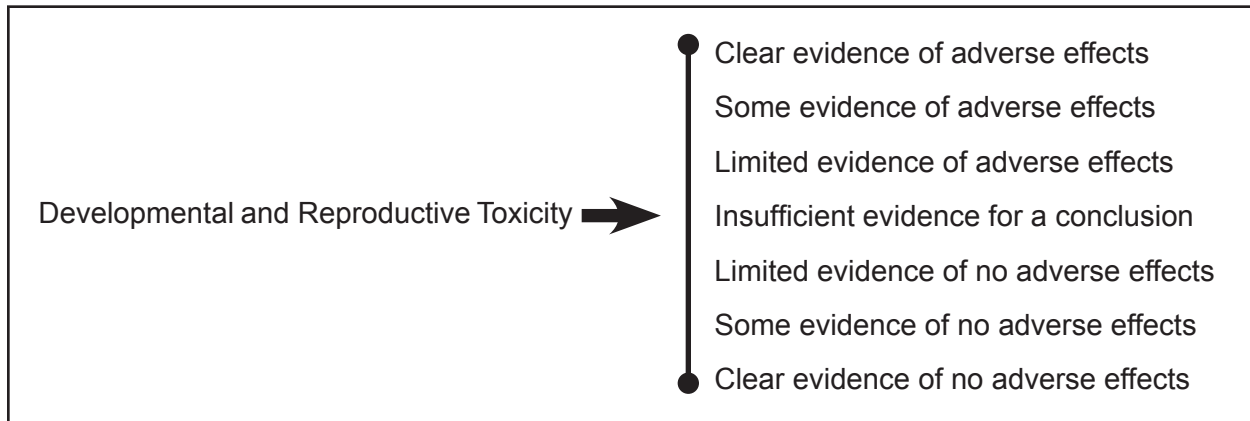 Clear evidence of adverse effects
Some evidence of adverse effects
Limited evidence of adverse effects
Developmental and Reproductive Toxicity
Insufficient evidence for a conclusion
Limited evidence of no adverse effects
Some evidence of no adverse effects
Clear evidence of no adverse effects